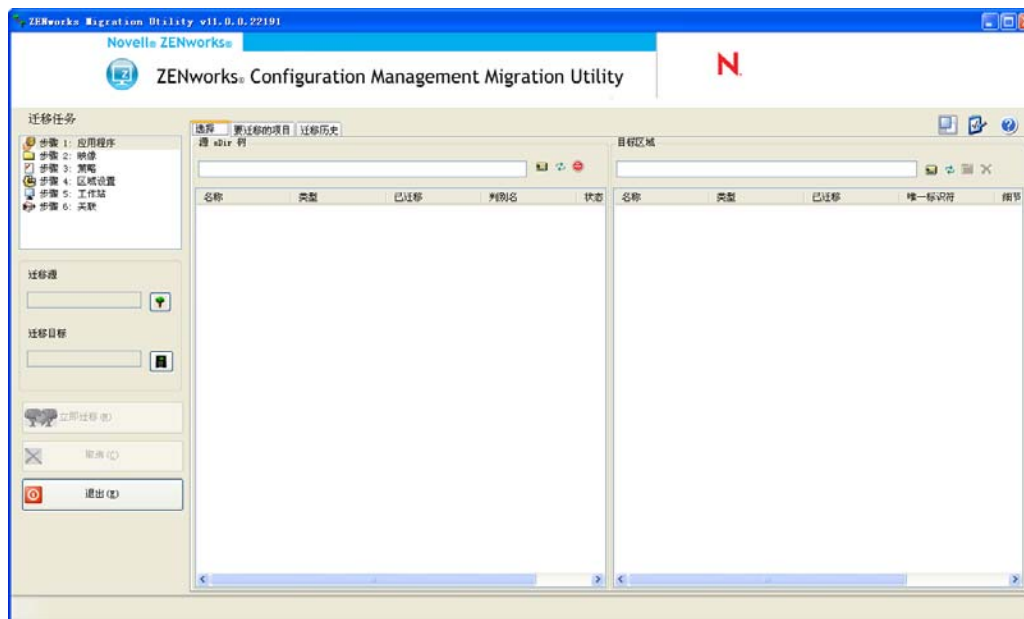 ZENworks Migration Utility v11.0.0.22191
Novell® ZENworks®
ZENworks® Configuration Management Migration Utility
N
迁移任务
步骤 1: 应用程序
步骤 2: 映像
步骤 3: 策略
步骤 4: 区域设置
步骤 5: 工作站
步骤 6: 关联
选择 要迁移的项目 迁移历史
源 eDir 树
目标区域
名称 类型 已迁移 判别名 状态
名称 类型 已迁移 唯一标识符 细节
迁移源
迁移目标
立即迁移(M)
取消(C)
退出(X)